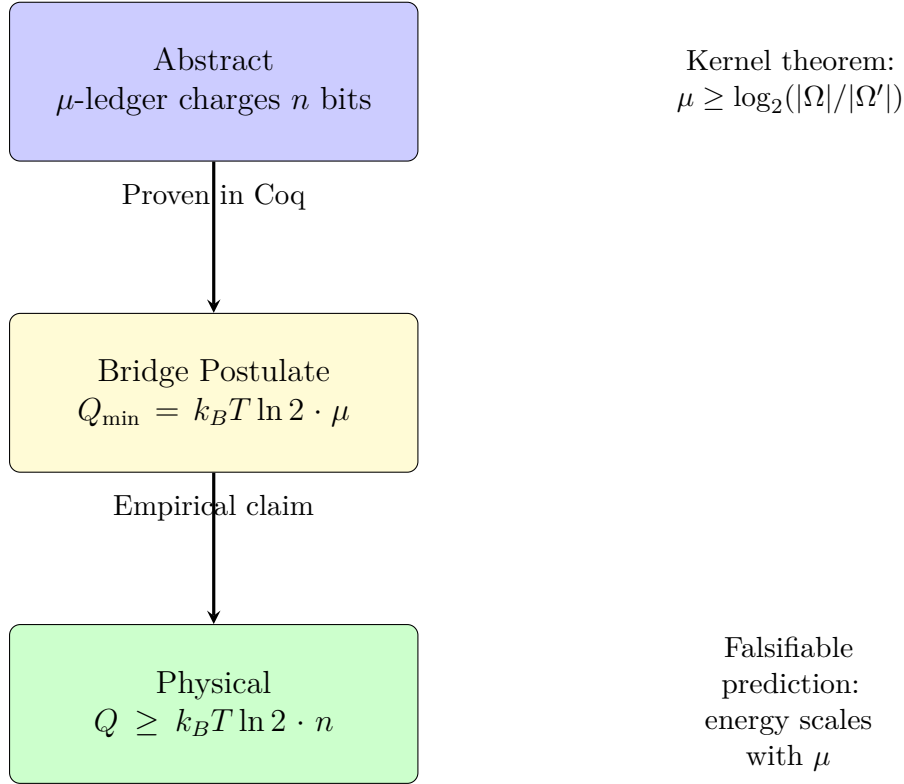 Abstract
μ-ledger charges n bits
Kernel theorem:
μ ≥ log₂(|Ω|/|Ω′|)
Proven in Coq
Bridge Postulate
Q_min = k_B T ln 2 · μ
Empirical claim
Physical
Q ≥ k_B T ln 2 · n
Falsifiable
prediction:
energy scales
with μ